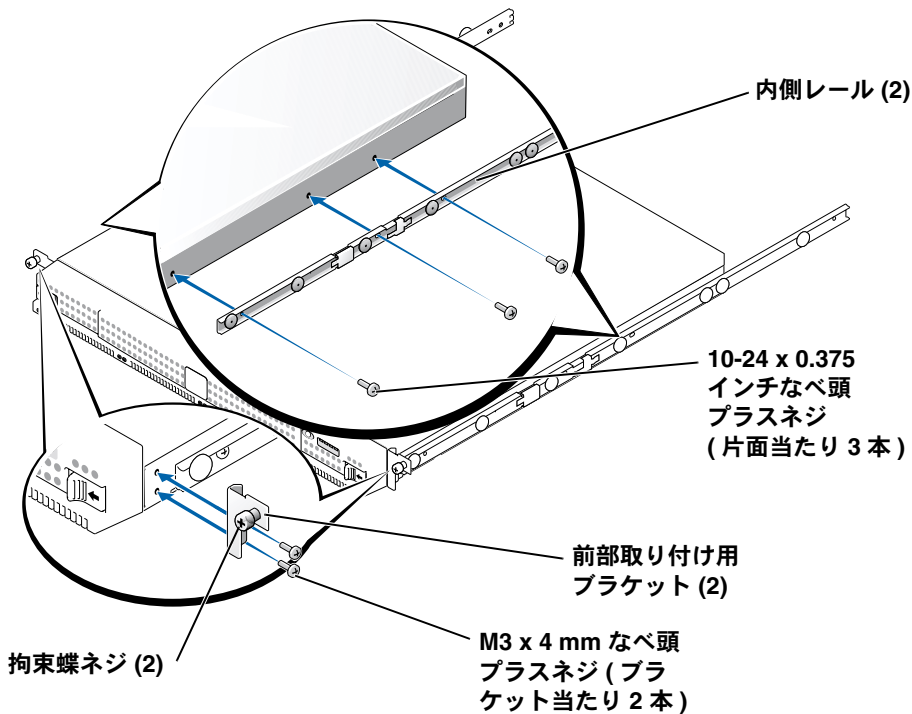 内側レール (2)
10-24 x 0.375
インチなべ頭
プラスネジ
( 片面当たり 3 本 )
前部取り付け用
ブラケット (2)
M3 x 4 mm なべ頭
プラスネジ ( ブラ
ケット当たり 2 本 )
拘束蝶ネジ (2)